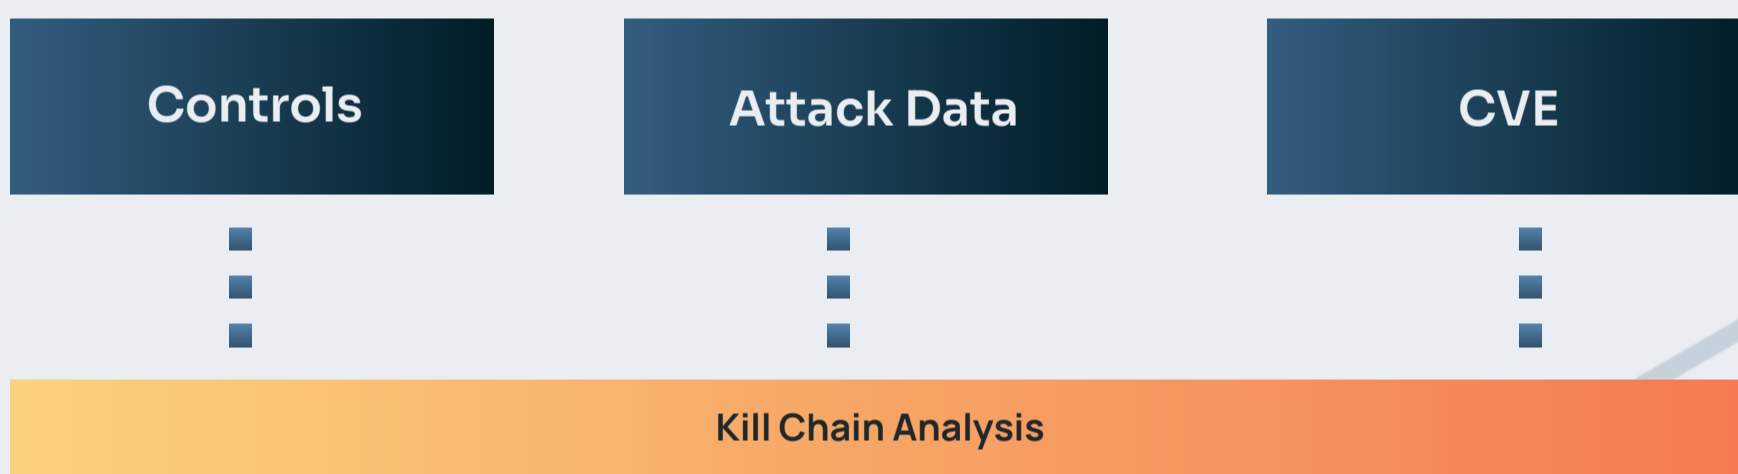 Controls
Attack Data
CVE
Kill Chain Analysis